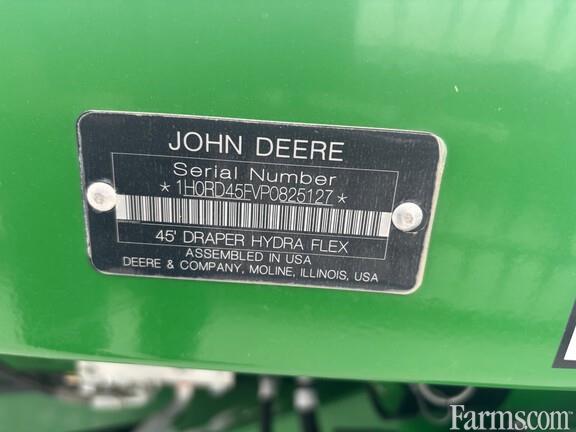 JOHN DEERE
Serial Number
*1H0RD45FVP0825127*
45' DRAPER HYDRA FLEX
ASSEMBLED IN USA
DEERE & COMPANY, MOLINE, ILLINOIS, USA
Farms.com